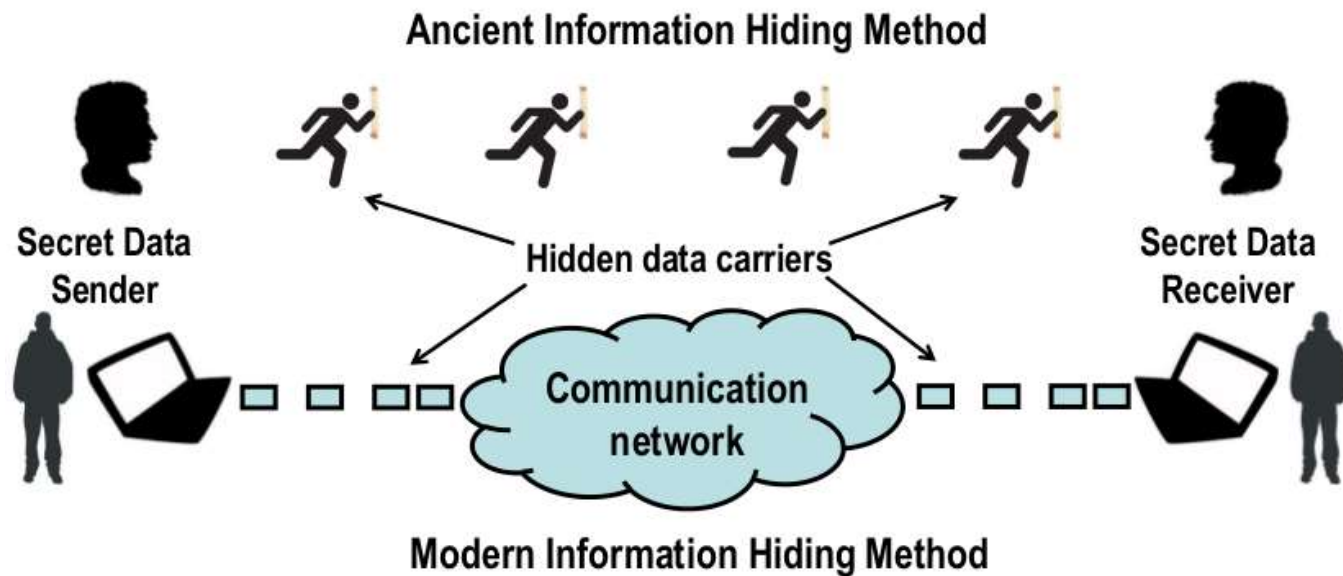 Ancient Information Hiding Method
Secret Data
Sender
Hidden data carriers
Secret Data
Receiver
Communication
network
Modern Information Hiding Method